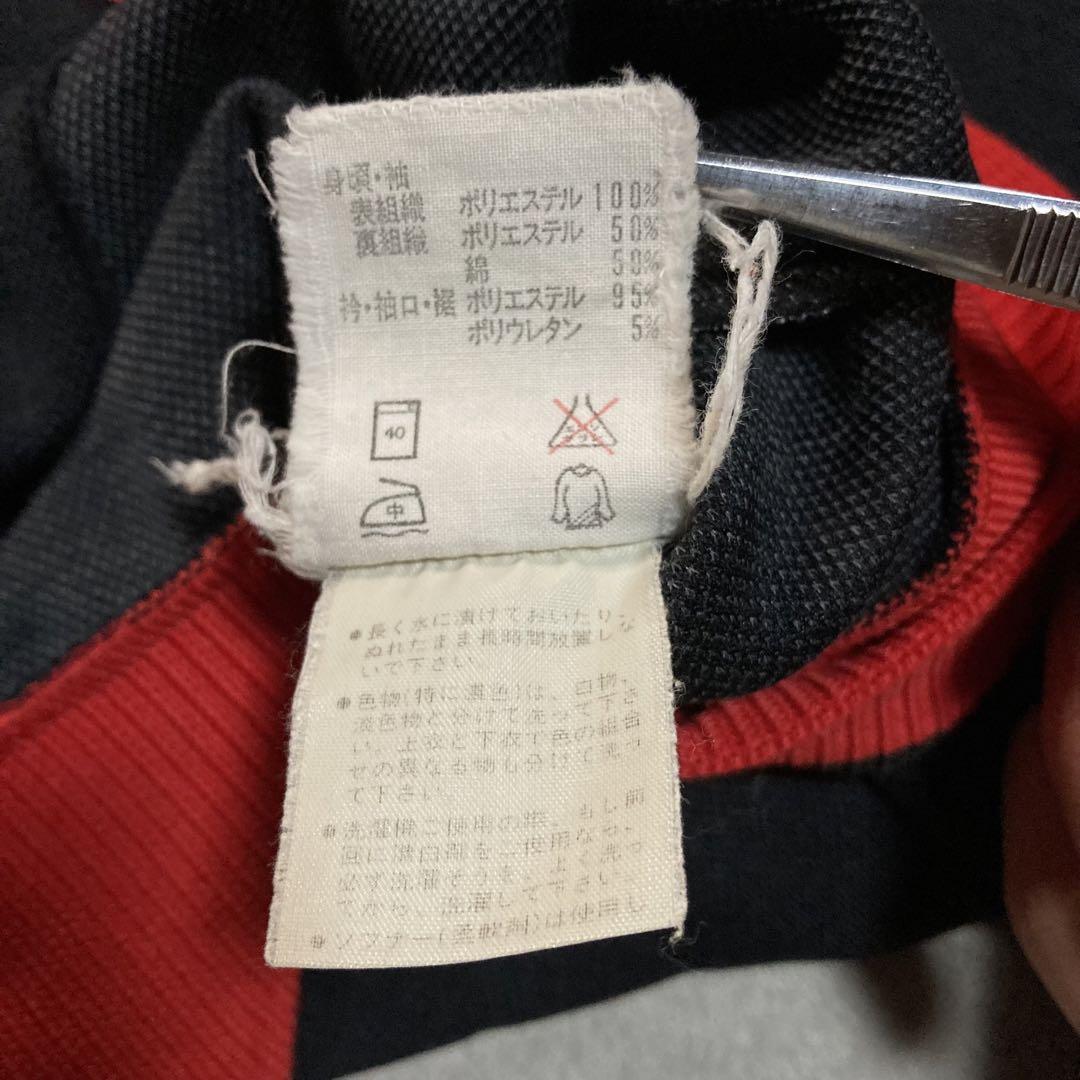 身頃・袖
表組織 ポリエステル 100%
裏組織 ポリエステル 50%
綿 50%
衿・袖口・裾 ポリエステル 95%
ポリウレタン 5%
40
中
●長く水に漬けておいたり、
ぬれたまま長時間放置しな
いで下さい。
●色物(特に濃色)は、白物、
淡色物と分けて洗って下さ
い。上衣と下衣で色の組合
せの異なる物も分けて洗っ
て下さい。
●洗濯機ご使用の際、もし前
回に漂白剤をご使用なら、
必ず洗濯そうを、よく洗っ
てから、洗濯して下さい。
●ソフナー(柔軟剤)は使用し